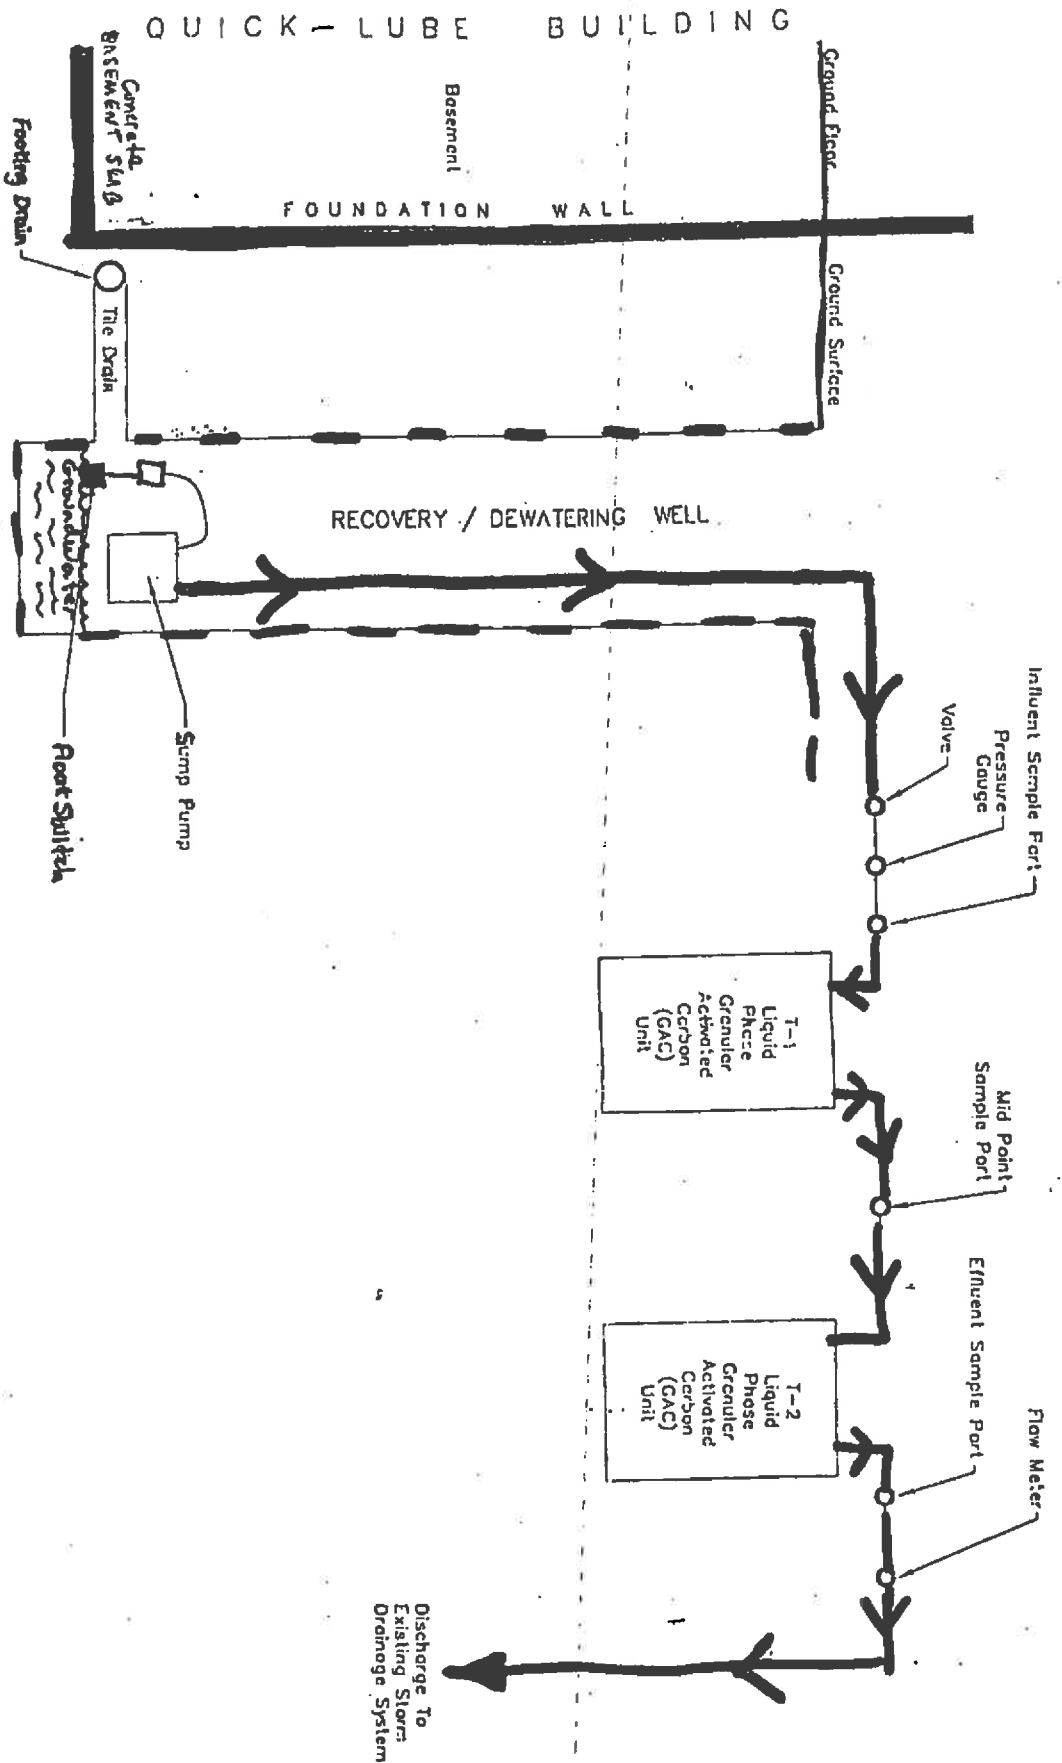 QUICK-LUBE BUILDING
Ground Floor
Basement
Concrete
BASEMENT SLAB
FOUNDATION WALL
Footing Drain
Tile Drain
Ground Surface
RECOVERY / DEWATERING WELL
Groundwater
Sump Pump
Float Switch
Valve
Pressure
Gauge
Influent Sample Port
T-1
Liquid
Phase
Granular
Activated
Carbon
(GAC)
Unit
Mid Point
Sample Port
T-2
Liquid
Phase
Granular
Activated
Carbon
(GAC)
Unit
Effluent Sample Port
Flow Meter
Discharge To
Existing Storm
Drainage System